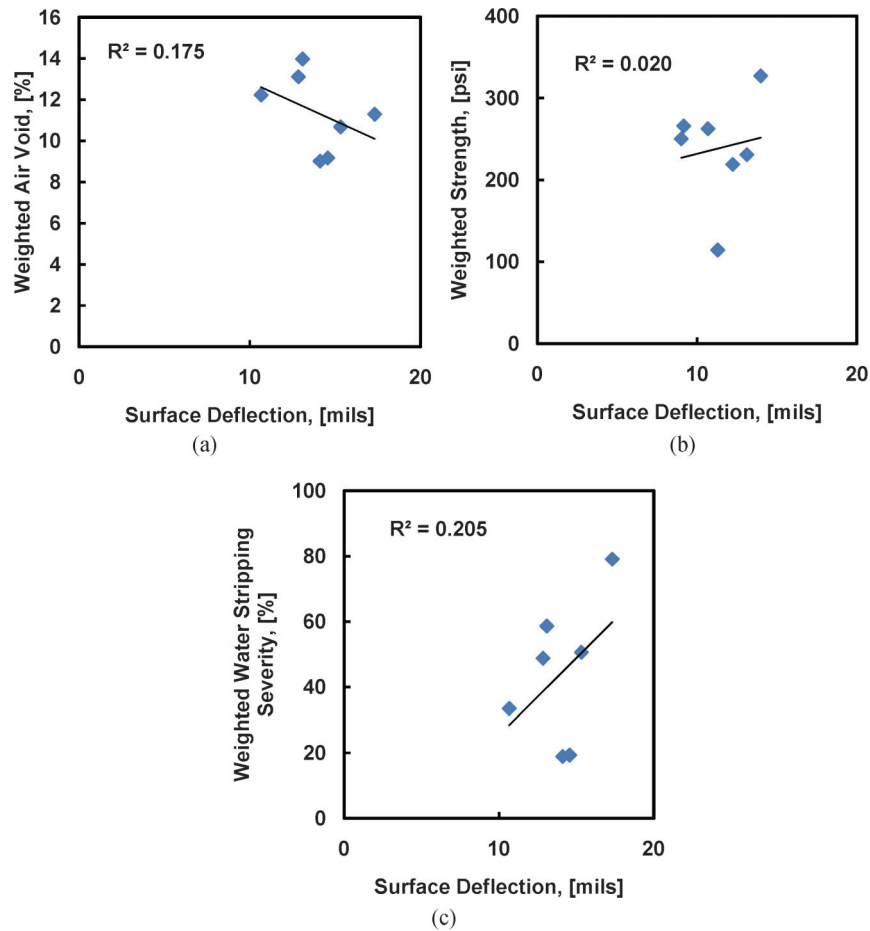 16
14
12
10
8
6
4
2
0
R² = 0.175
Weighted Air Void, [%]
0
10
20
Surface Deflection, [mils]
(a)
400
300
200
100
0
R² = 0.020
Weighted Strength, [psi]
0
10
20
Surface Deflection, [mils]
(b)
100
80
60
40
20
0
R² = 0.205
Weighted Water Stripping
Severity, [%]
0
10
20
Surface Deflection, [mils]
(c)